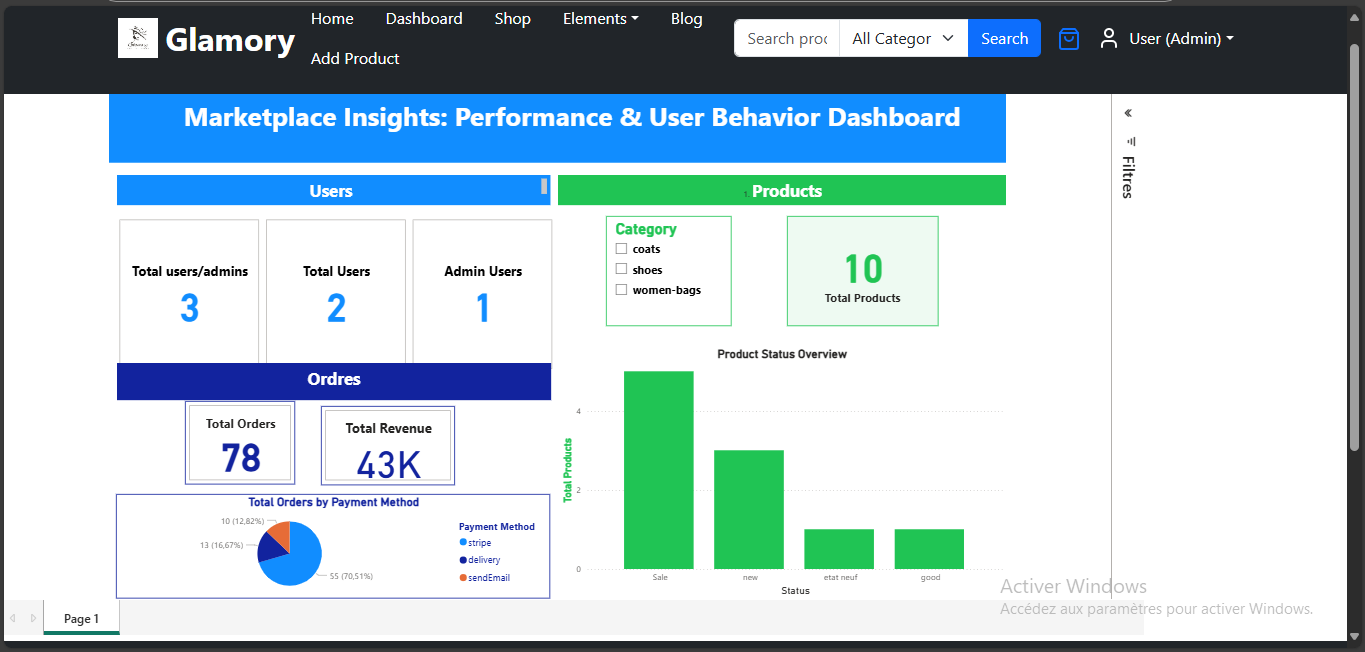 Home
Dashboard
Shop
Elements
Blog
Glamory
Add Product
Search proc
All Categor
Search
User (Admin)
Marketplace Insights: Performance & User Behavior Dashboard
Filtres
Users
Total users/admins
3
Total Users
2
Admin Users
1
Ordres
Total Orders
78
Total Revenue
43K
Total Orders by Payment Method
10 (12,82%)
13 (16,67%)
55 (70,51%)
Payment Method
stripe
delivery
sendEmail
Products
Category
coats
shoes
women-bags
10
Total Products
Product Status Overview
Total Products
4
2
0
Sale
new
etat neuf
good
Status
Activer Windows
Accédez aux paramètres pour activer Windows.
Page 1